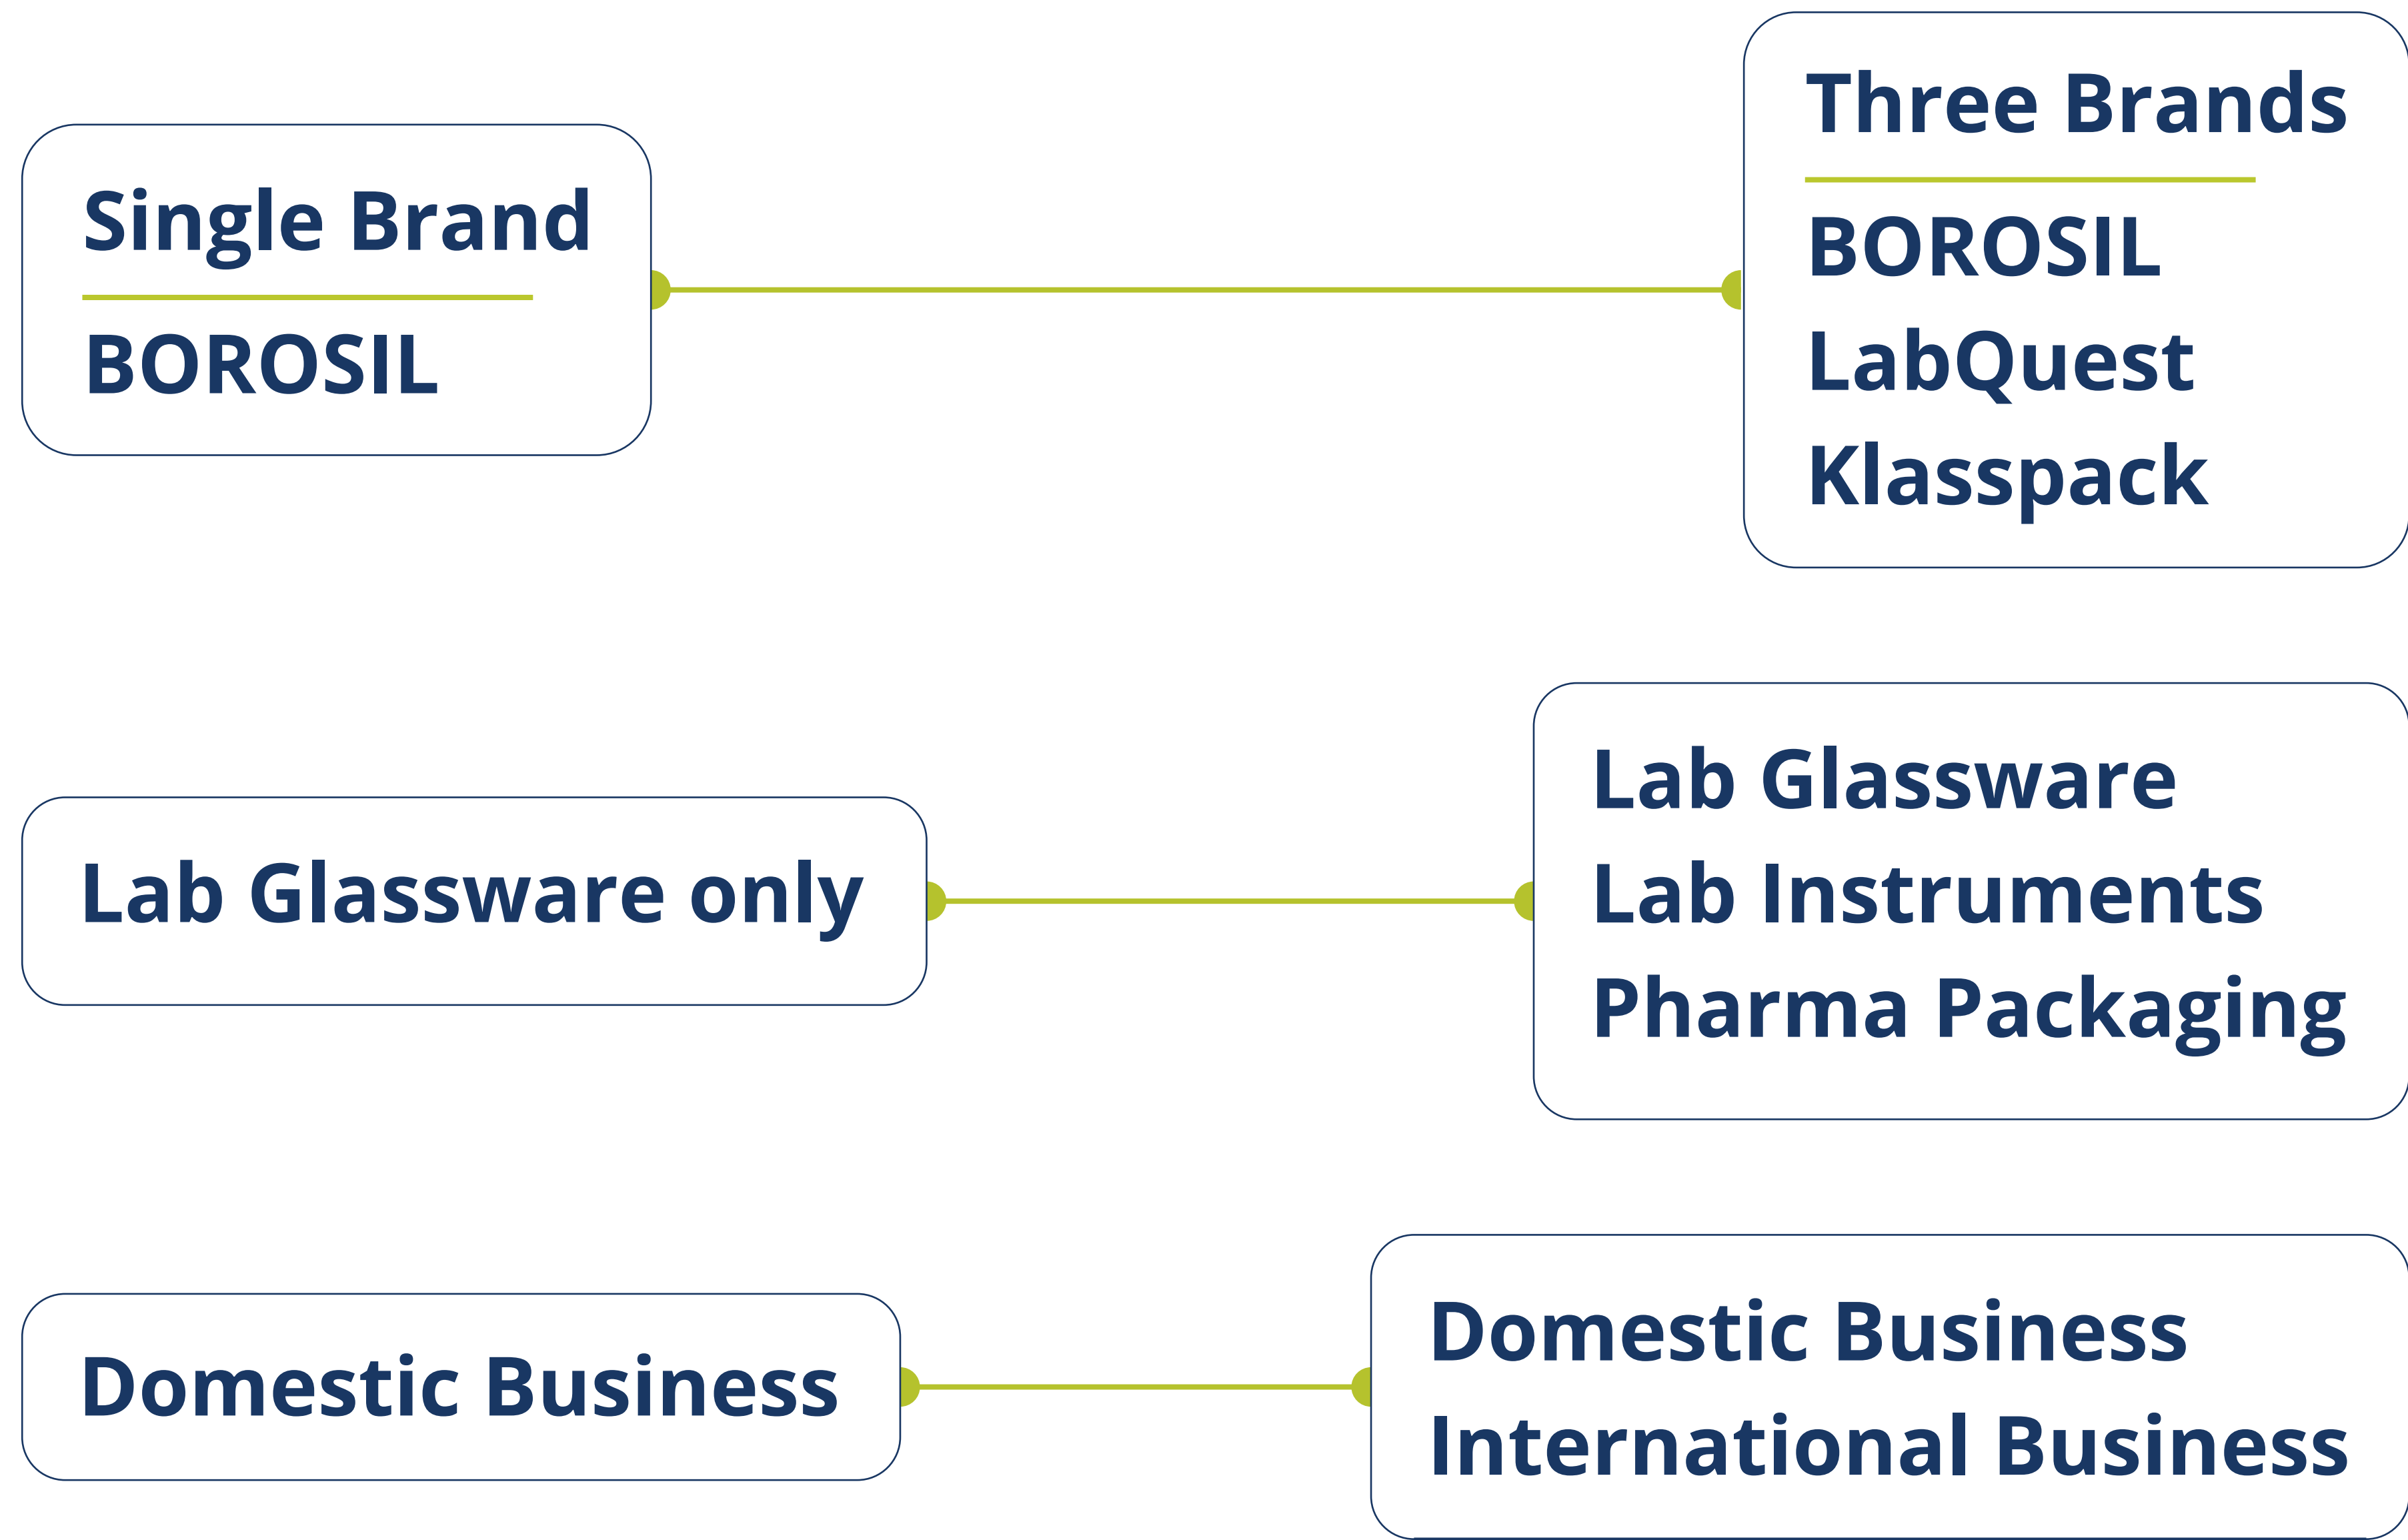 Single Brand
BOROSIL
Three Brands
BOROSIL
LabQuest
Klasspack
Lab Glassware only
Lab Glassware
Lab Instruments
Pharma Packaging
Domestic Business
Domestic Business
International Business